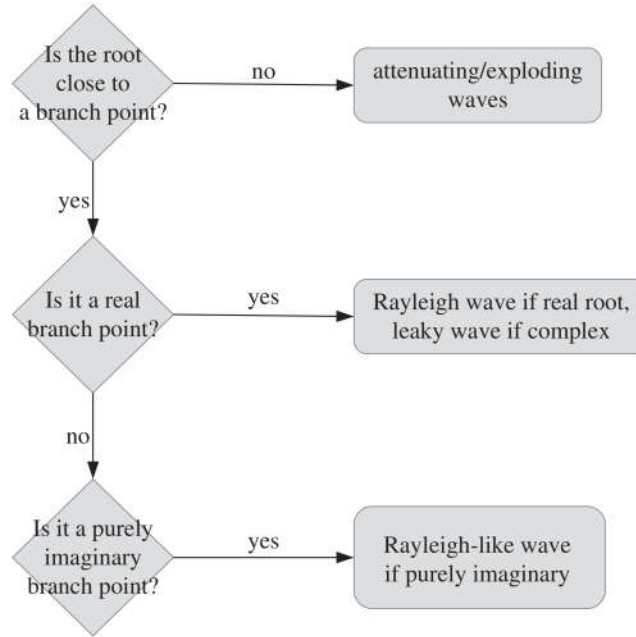 Is the root
close to
a branch point?
no
attenuating/exploding
waves
yes
Is it a real
branch point?
yes
Rayleigh wave if real root,
leaky wave if complex
no
Is it a purely
imaginary
branch point?
yes
Rayleigh-like wave
if purely imaginary